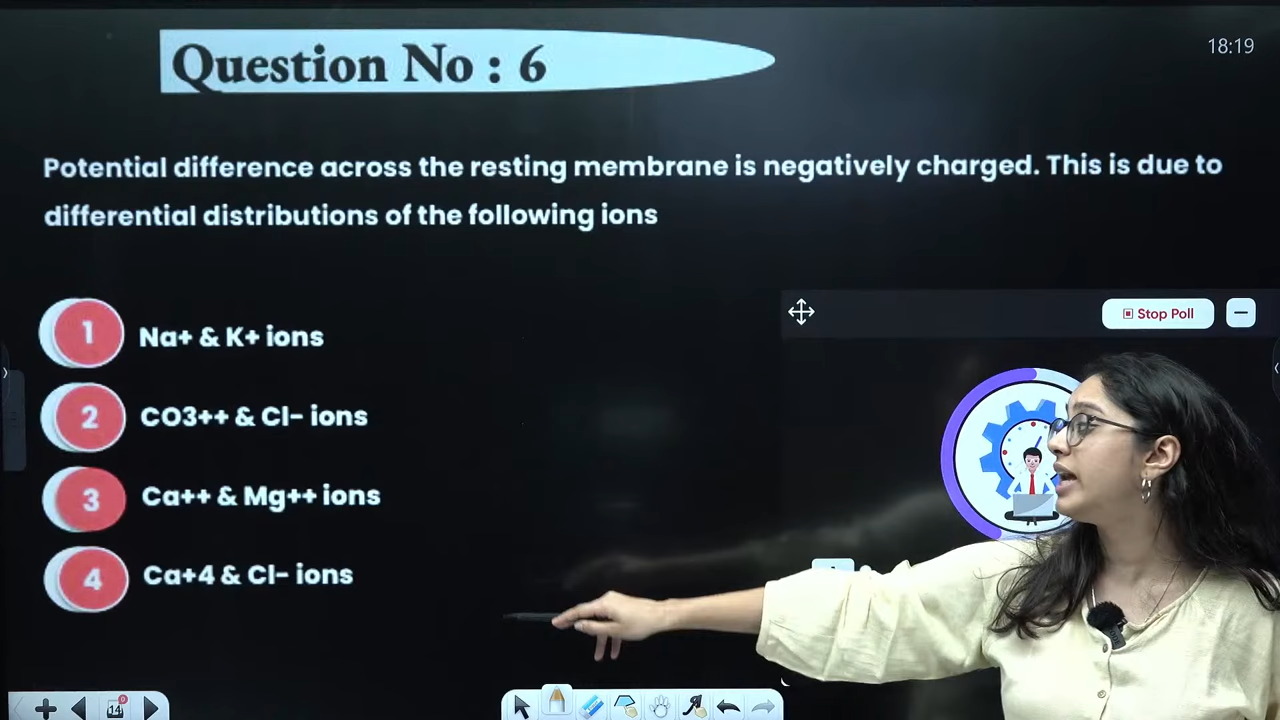 Question No : 6
18:19
Potential difference across the resting membrane is negatively charged. This is due to
differential distributions of the following ions
Stop Poll
1 Na+ & K+ ions
2 CO3++ & Cl- ions
3 Ca++ & Mg++ ions
4 Ca+4 & Cl- ions
14